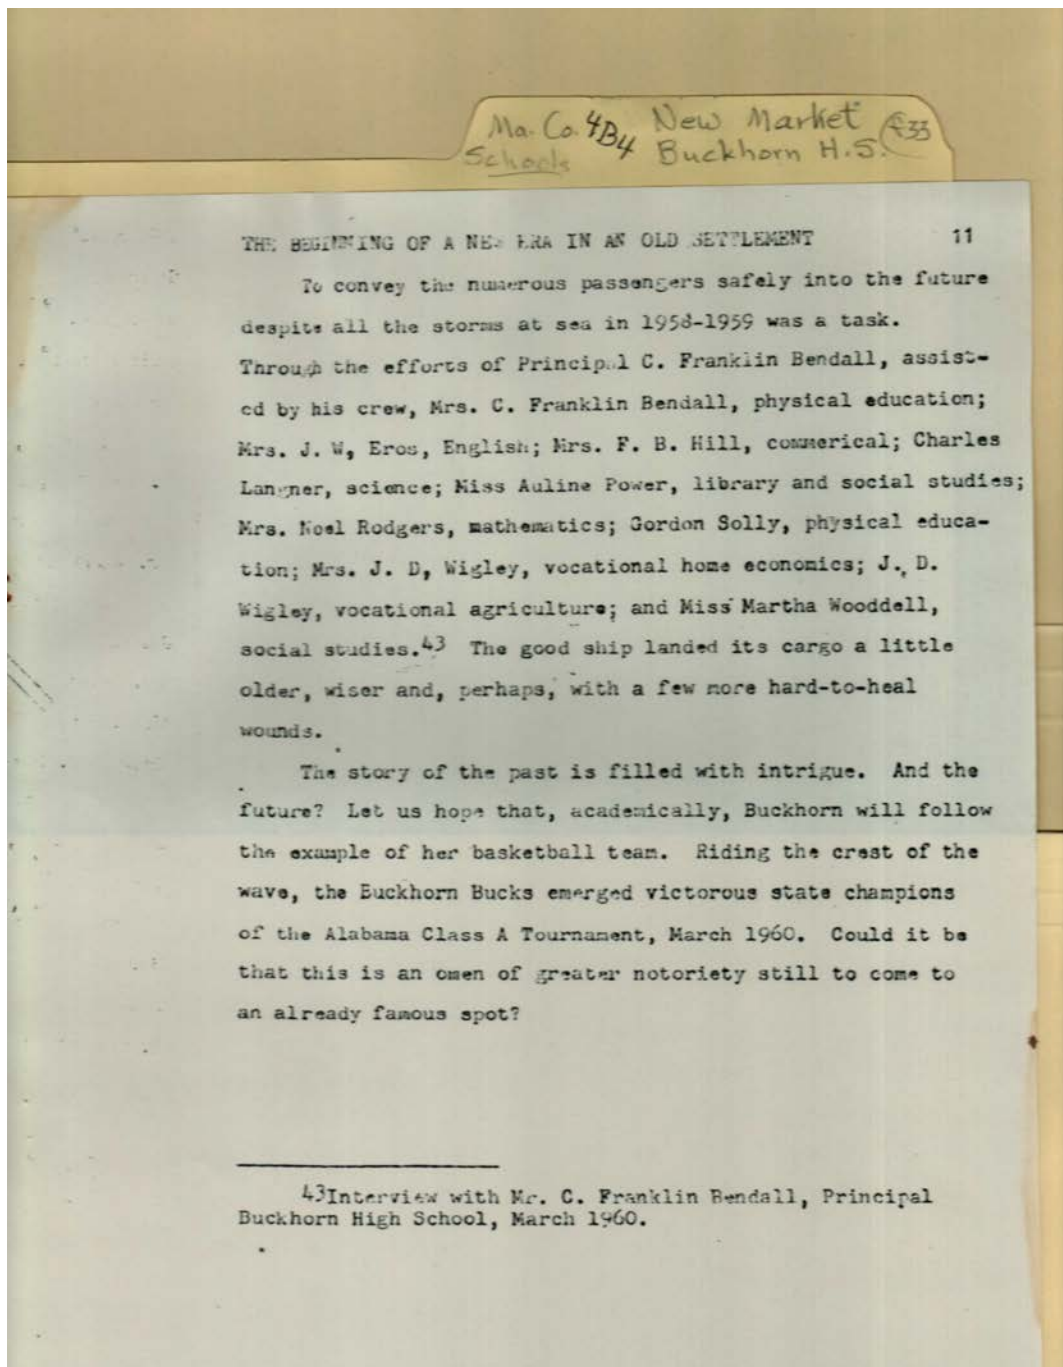 Ma. Co. 4B4 New Market £33
Schools Buckhorn H.S.
THE BEGINNING OF A NEW ERA IN AN OLD SETTLEMENT 11
To convey the numerous passengers safely into the future
despite all the storms at sea in 1958-1959 was a task.
Through the efforts of Principal C. Franklin Bendall, assist-
ed by his crew, Mrs. C. Franklin Bendall, physical education;
Mrs. J. W, Eros, English; Mrs. F. B. Hill, commerical; Charles
Langner, science; Miss Auline Power, library and social studies;
Mrs. Noel Rodgers, mathematics; Gordon Solly, physical educa-
tion; Mrs. J. D, Wigley, vocational home economics; J. D.
Wigley, vocational agriculture; and Miss Martha Wooddell,
social studies.43 The good ship landed its cargo a little
older, wiser and, perhaps, with a few more hard-to-heal
wounds.
The story of the past is filled with intrigue. And the
future? Let us hope that, academically, Buckhorn will follow
the example of her basketball team. Riding the crest of the
wave, the Buckhorn Bucks emerged victorous state champions
of the Alabama Class A Tournament, March 1960. Could it be
that this is an omen of greater notoriety still to come to
an already famous spot?
43Interview with Mr. C. Franklin Bendall, Principal
Buckhorn High School, March 1960.